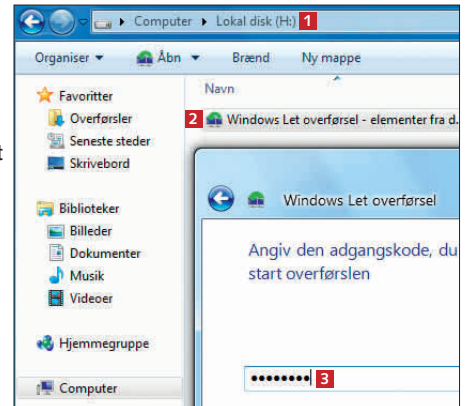 Computer ▸ Lokal disk (H:) 1
Organiser Åbn Brænd Ny mappe
Favoritter
Overførsler
Seneste steder
Skrivebord
Biblioteker
Billeder
Dokumenter
Musik
Videoer
Hjemmegruppe
Computer
Navn
2 Windows Let overførsel - elementer fra d..
Windows Let overførsel
Angiv den adgangskode, du
start overførslen
•••••••• 3
t